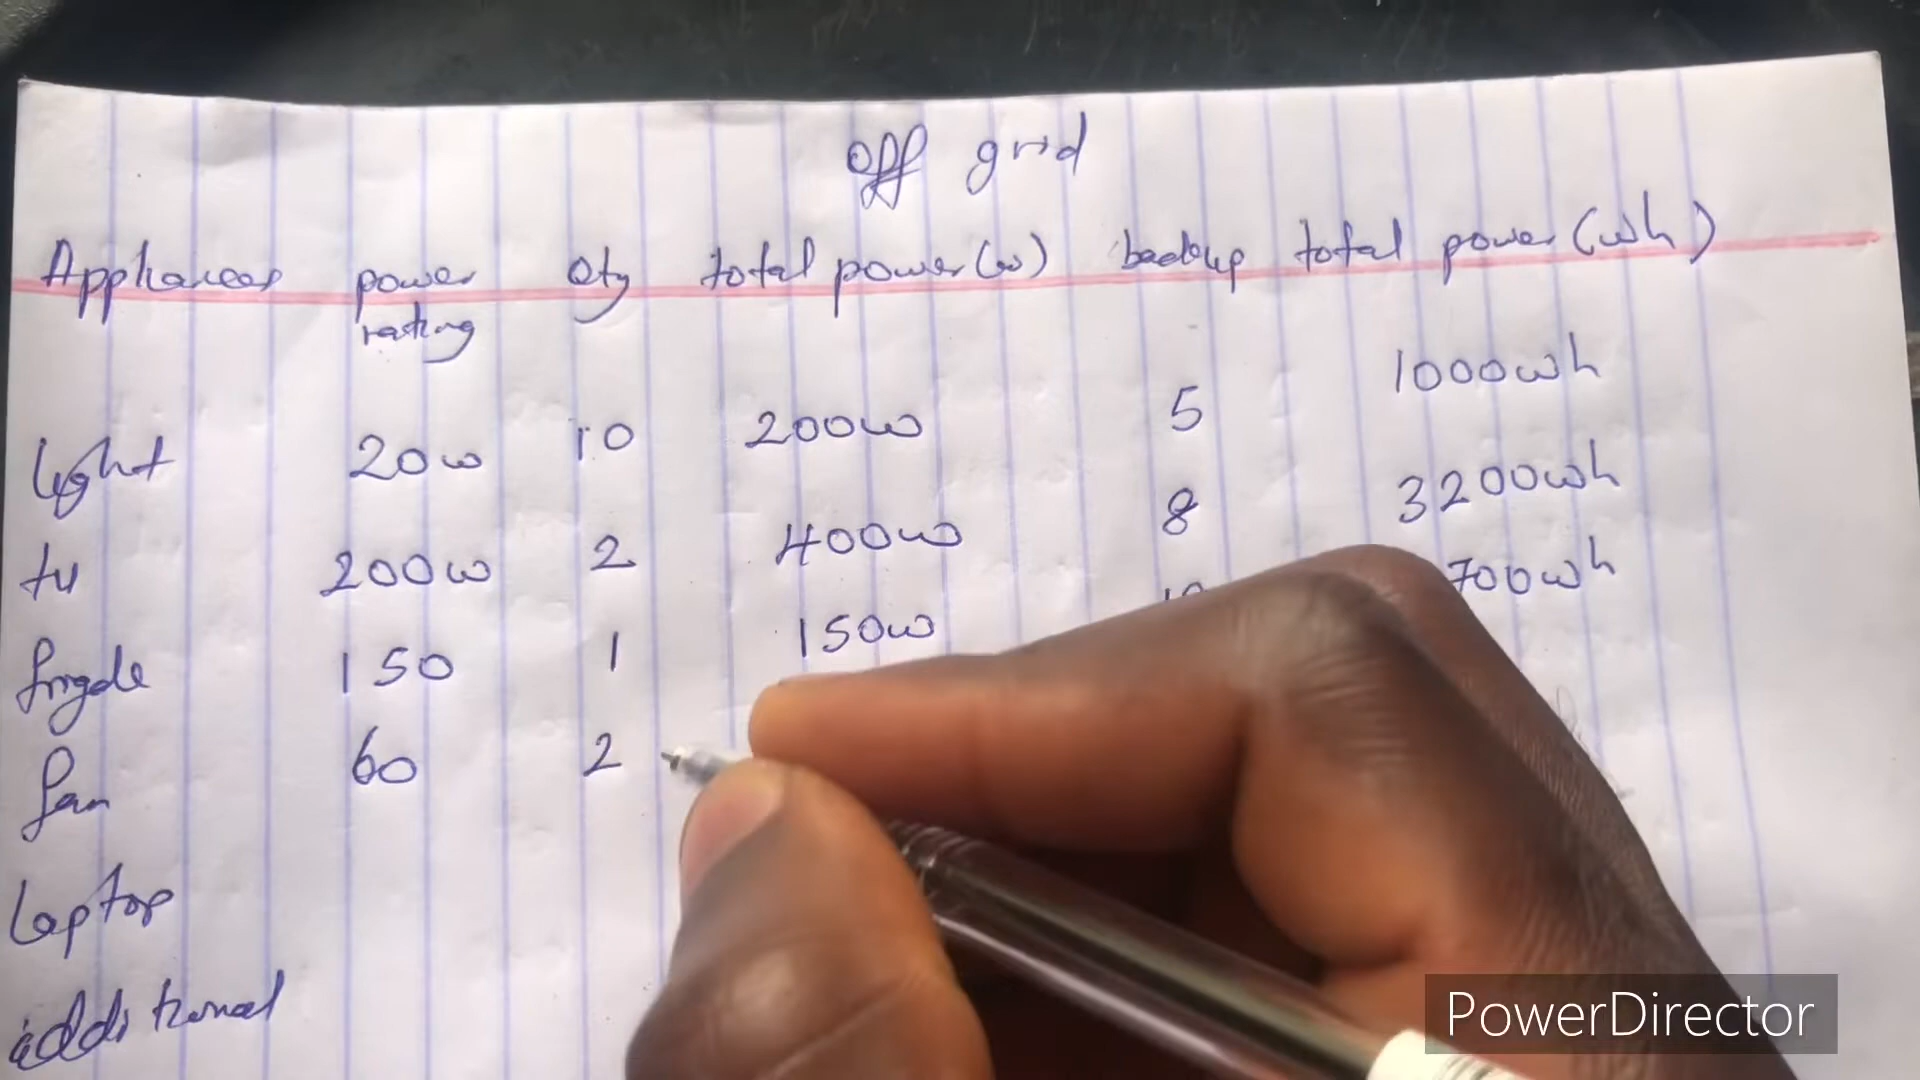 Off grid
Appliances power rating Qty total power(w) backup total power (wh)
light 20w 10 200w 5 1000wh
tv 200w 2 400w 8 3200wh
frigde 150 1 150w 700wh
fan 60 2
laptop
additional
PowerDirector